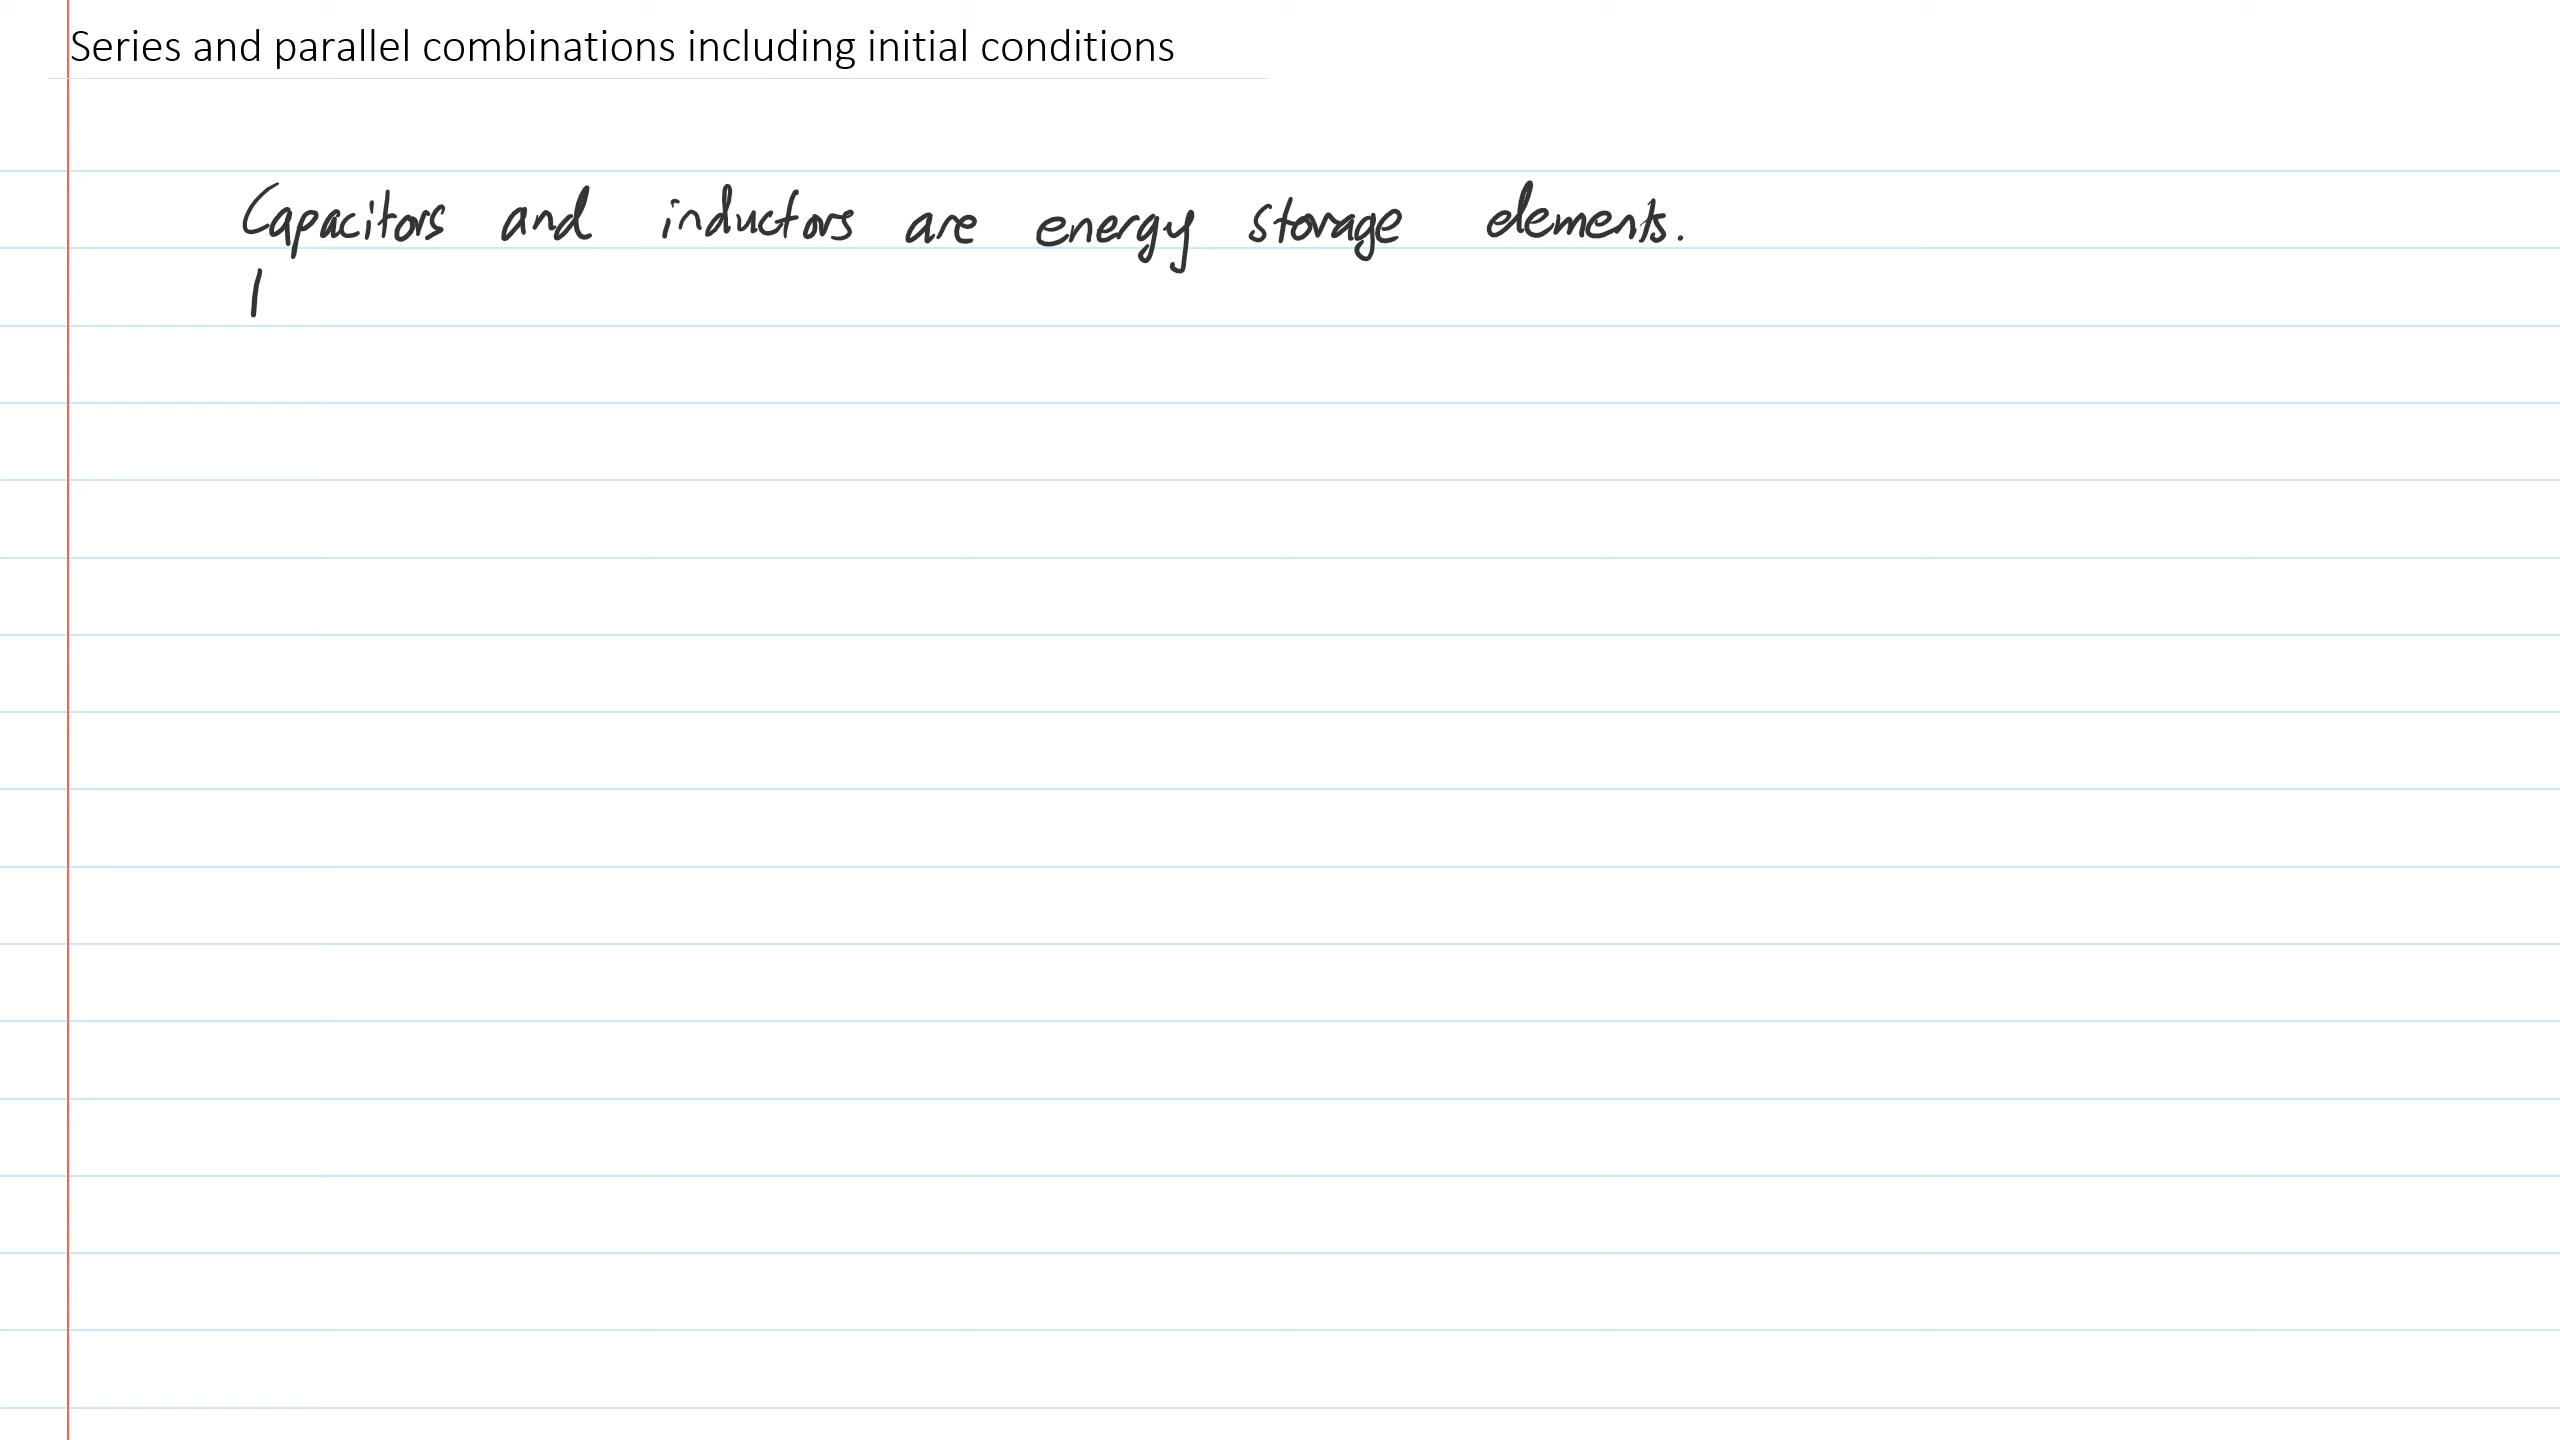 Series and parallel combinations including initial conditions
Capacitors and inductors are energy storage elements.